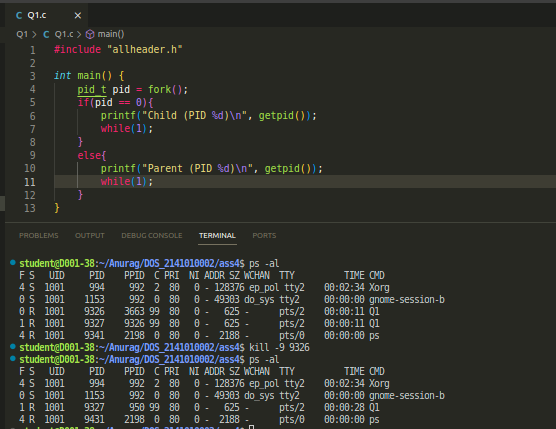 C Q1.c ×
Q1 > C Q1.c > main()
1 #include "allheader.h"
2
3 int main() {
4 pid_t pid = fork();
5 if(pid == 0){
6 printf("Child (PID %d)\n", getpid());
7 while(1);
8 }
9 else{
10 printf("Parent (PID %d)\n", getpid());
11 while(1);
12 }
13 }
PROBLEMS OUTPUT DEBUG CONSOLE TERMINAL PORTS
student@D001-38:~/Anurag/DOS_2141010002/ass4$ ps -al
F S UID PID PPID C PRI NI ADDR SZ WCHAN TTY TIME CMD
4 S 1001 994 992 2 80 0 - 128376 ep_pol tty2 00:02:34 Xorg
0 S 1001 1153 992 0 80 0 - 49303 do_sys tty2 00:00:00 gnome-session-b
0 R 1001 9326 3663 99 80 0 - 625 - pts/2 00:00:11 Q1
1 R 1001 9327 9326 99 80 0 - 625 - pts/2 00:00:11 Q1
4 R 1001 9341 2198 0 80 0 - 2188 - pts/0 00:00:00 ps
student@D001-38:~/Anurag/DOS_2141010002/ass4$ kill -9 9326
student@D001-38:~/Anurag/DOS_2141010002/ass4$ ps -al
F S UID PID PPID C PRI NI ADDR SZ WCHAN TTY TIME CMD
4 S 1001 994 992 2 80 0 - 128376 ep_pol tty2 00:02:34 Xorg
0 S 1001 1153 992 0 80 0 - 49303 do_sys tty2 00:00:00 gnome-session-b
1 R 1001 9327 950 99 80 0 - 625 - pts/2 00:00:28 Q1
4 R 1001 9431 2198 0 80 0 - 2188 - pts/0 00:00:00 ps
student@D001-38:~/Anurag/DOS_2141010002/ass4$